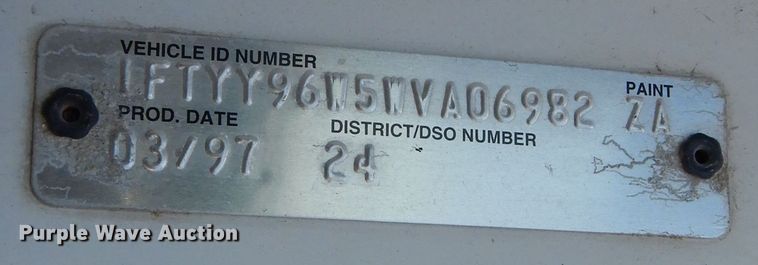 VEHICLE ID NUMBER
1FTYY96W5WVA06982
PAINT
ZA
PROD. DATE
03/97
DISTRICT/DSO NUMBER
24
Purple Wave Auction